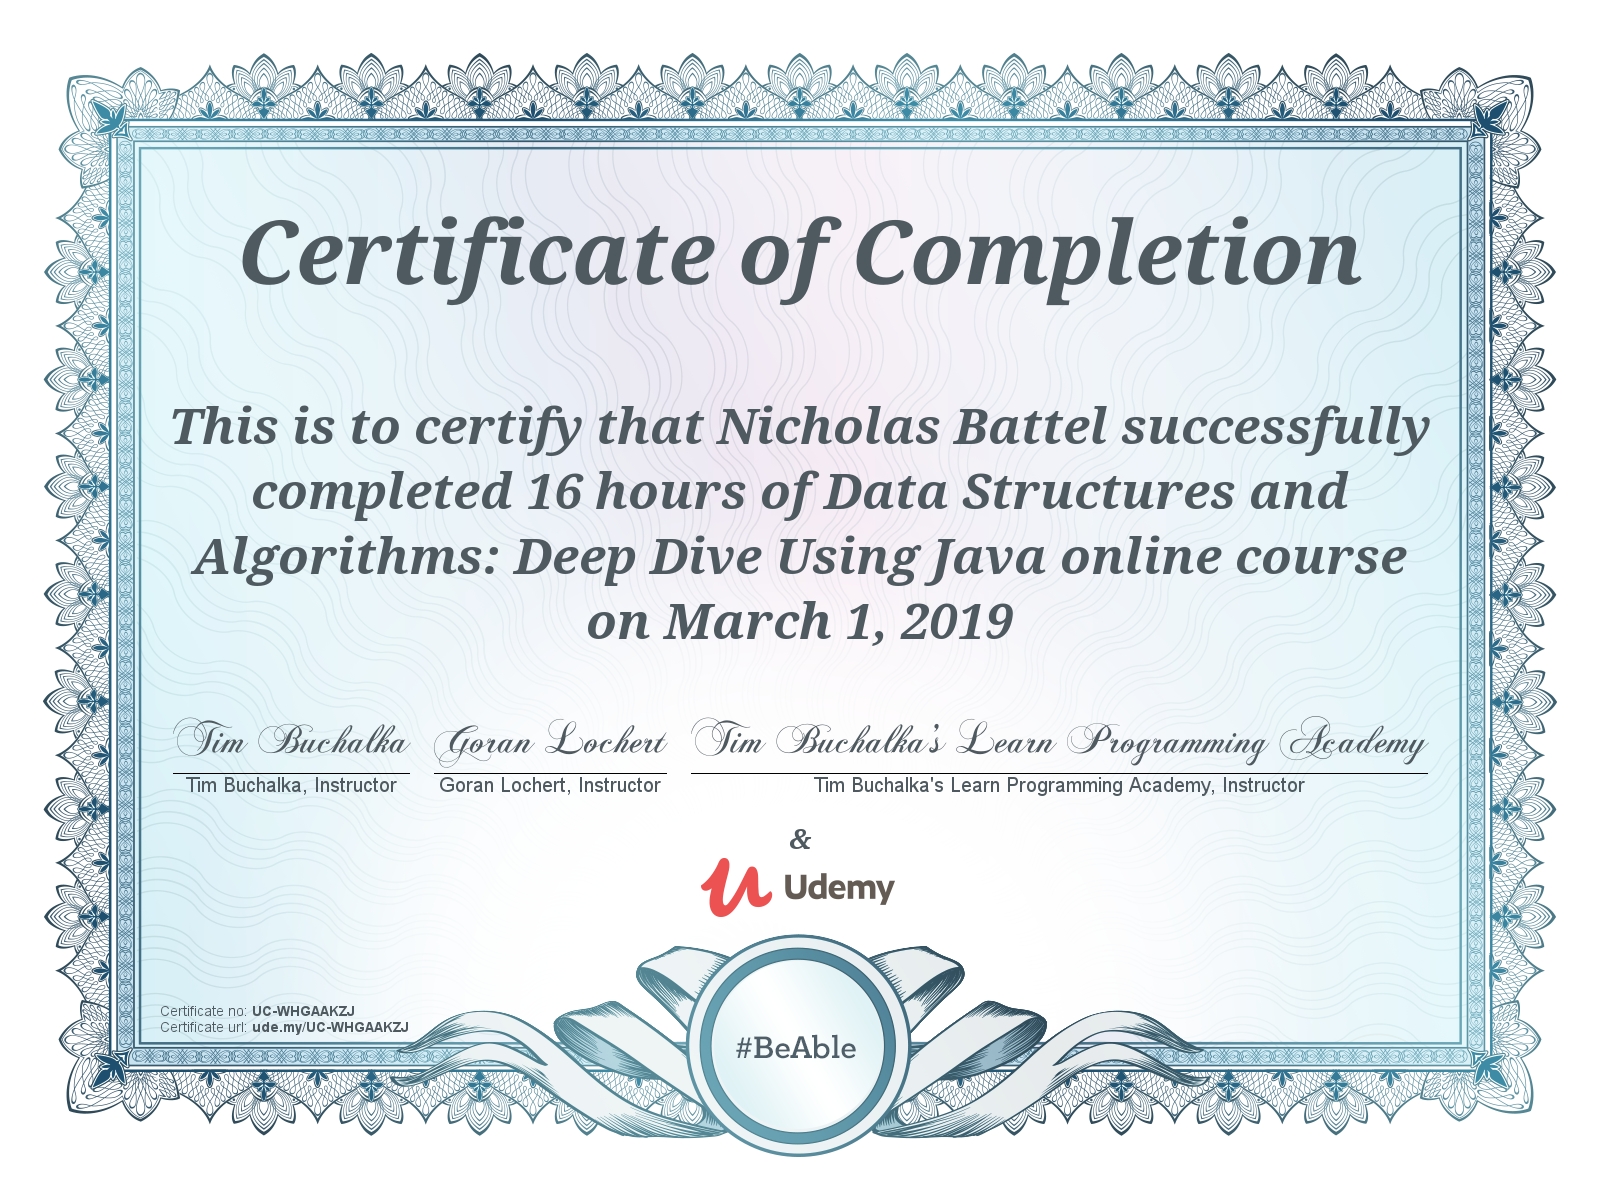 Certificate of Completion
This is to certify that Nicholas Battel successfully
completed 16 hours of Data Structures and
Algorithms: Deep Dive Using Java online course
on March 1, 2019
Tim Buchalka Goran Lochert Tim Buchalka's Learn Programming Academy
Tim Buchalka, Instructor Goran Lochert, Instructor Tim Buchalka's Learn Programming Academy, Instructor
&
Udemy
Certificate no: UC-WHGAAKZJ
Certificate url: ude.my/UC-WHGAAKZJ
#BeAble